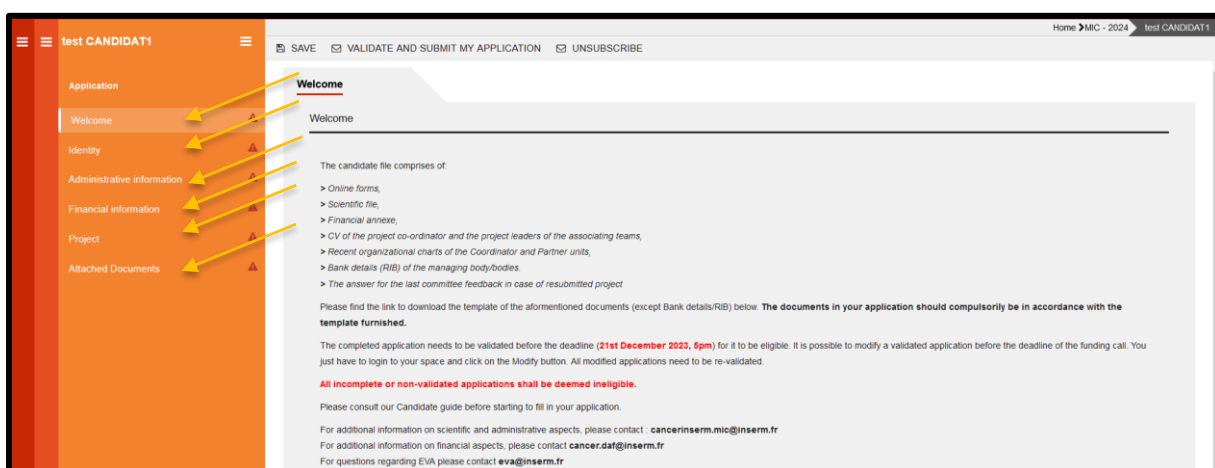 Home ❯MIC - 2024 test CANDIDAT1
test CANDIDAT1
SAVE VALIDATE AND SUBMIT MY APPLICATION UNSUBSCRIBE
Application
Welcome
Identity
Administrative information
Financial information
Project
Attached Documents
Welcome
Welcome
The candidate file comprises of:
> Online forms,
> Scientific file,
> Financial annexe,
> CV of the project co-ordinator and the project leaders of the associating teams,
> Recent organizational charts of the Coordinator and Partner units,
> Bank details (RIB) of the managing body/bodies.
> The answer for the last committee feedback in case of resubmitted project
Please find the link to download the template of the aformentioned documents (except Bank details/RIB) below. The documents in your application should compulsorily be in accordance with the
template furnished.
The completed application needs to be validated before the deadline (21st December 2023, 5pm) for it to be eligible. It is possible to modify a validated application before the deadline of the funding call. You
just have to login to your space and click on the Modify button. All modified applications need to be re-validated.
All incomplete or non-validated applications shall be deemed ineligible.
Please consult our Candidate guide before starting to fill in your application.
For additional information on scientific and administrative aspects, please contact : cancerinserm.mic@inserm.fr
For additional information on financial aspects, please contact cancer.daf@inserm.fr
For questions regarding EVA please contact eva@inserm.fr